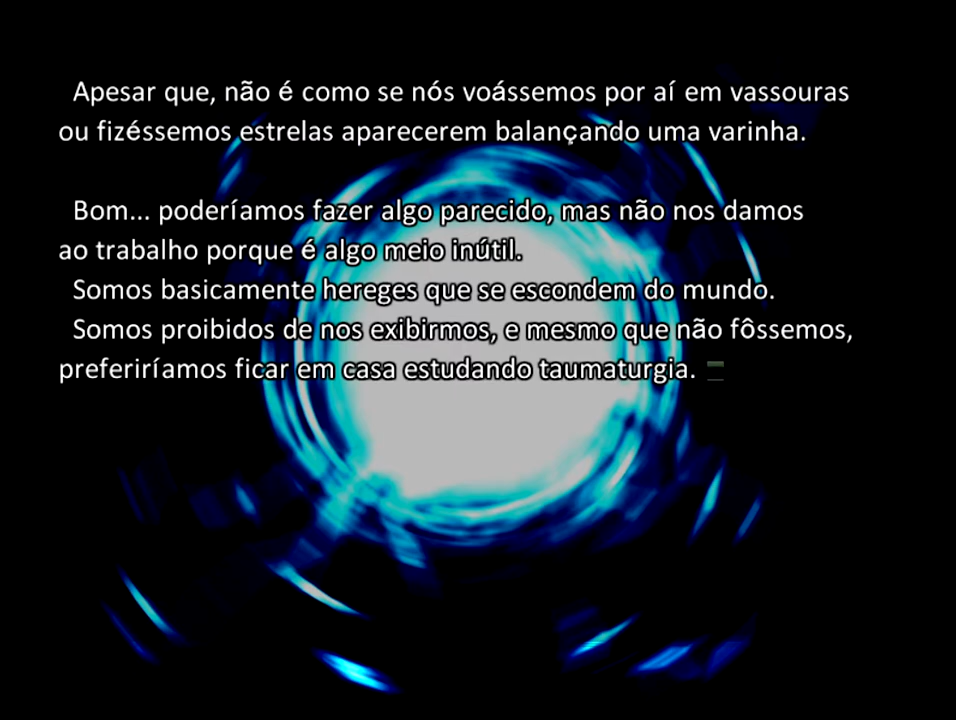 Apesar que, não é como se nós voássemos por aí em vassouras
ou fizéssemos estrelas aparecerem balançando uma varinha.
Bom... poderíamos fazer algo parecido, mas não nos damos
ao trabalho porque é algo meio inútil.
Somos basicamente hereges que se escondem do mundo.
Somos proibidos de nos exibirmos, e mesmo que não fôssemos,
preferiríamos ficar em casa estudando taumaturgia.